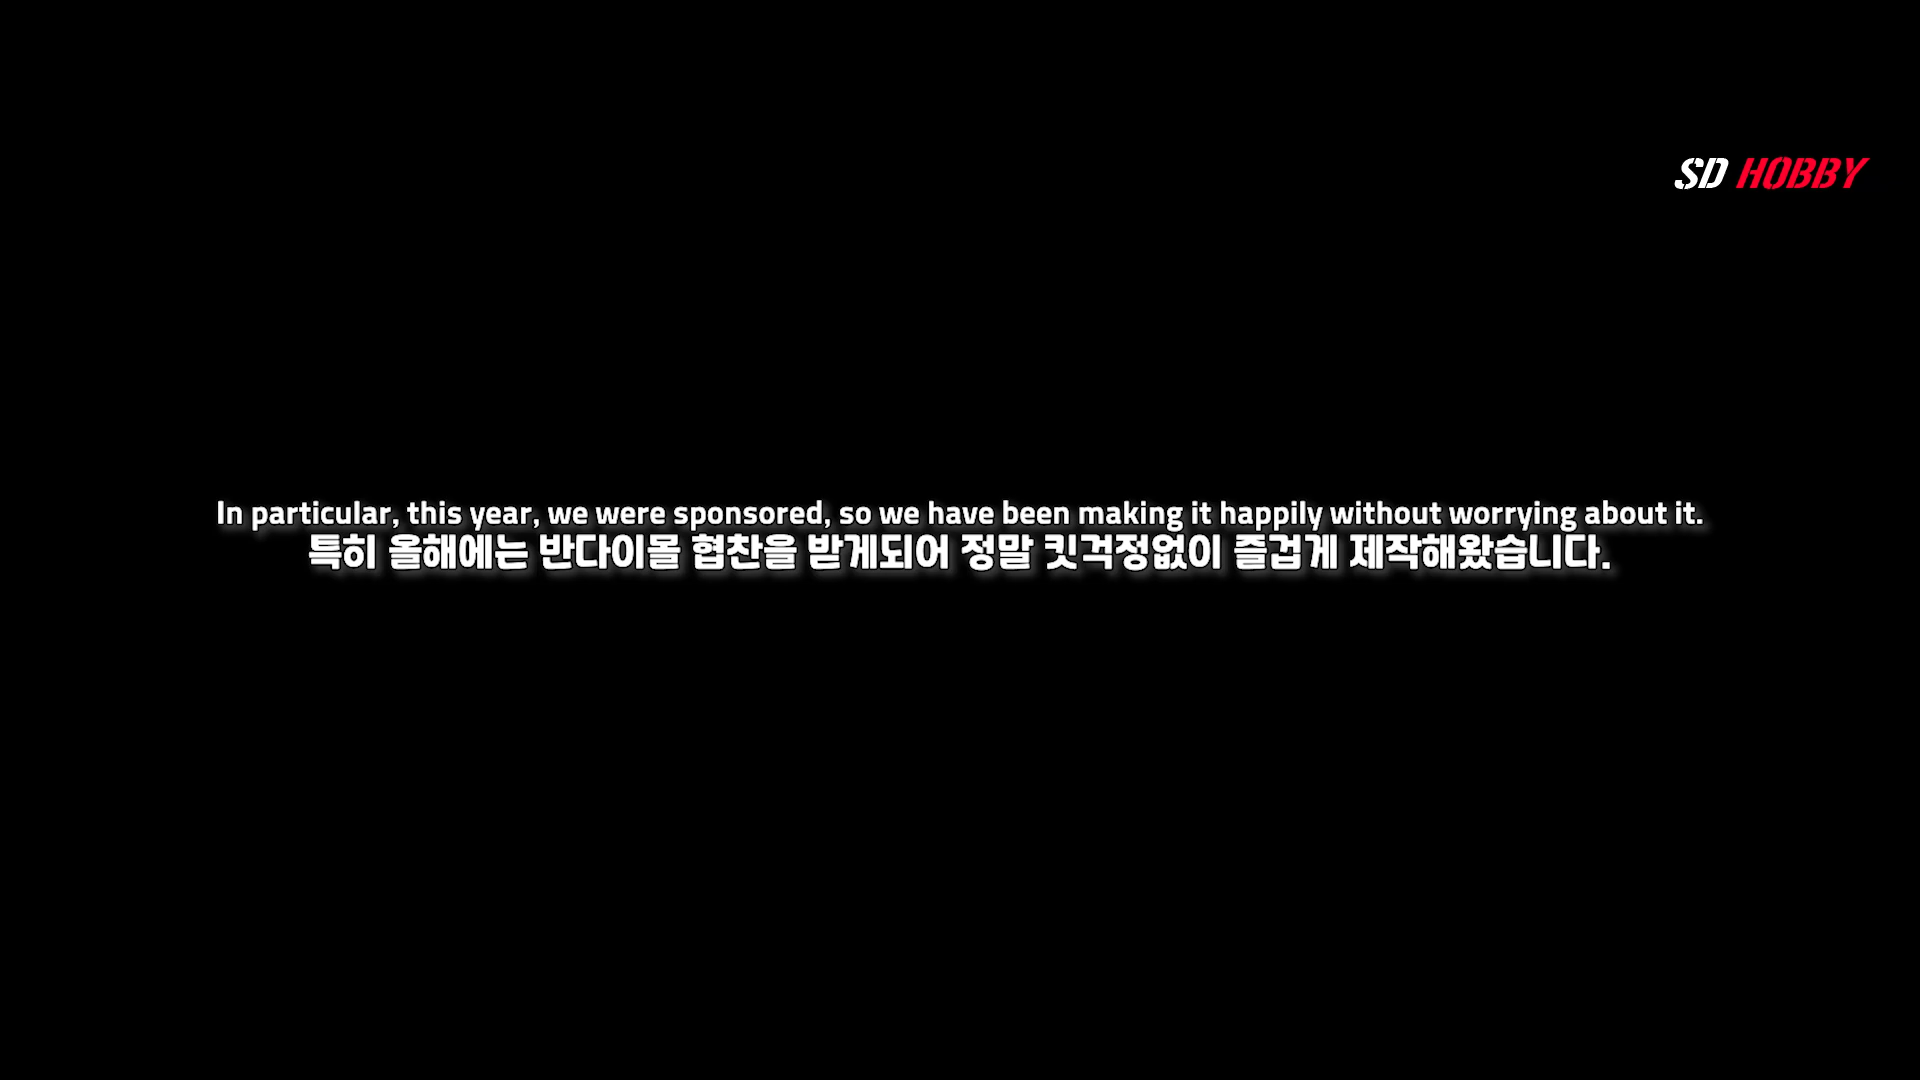 SD HOBBY
In particular, this year, we were sponsored, so we have been making it happily without worrying about it.
특히 올해에는 반다이몰 협찬을 받게되어 정말 킷걱정없이 즐겁게 제작해왔습니다.